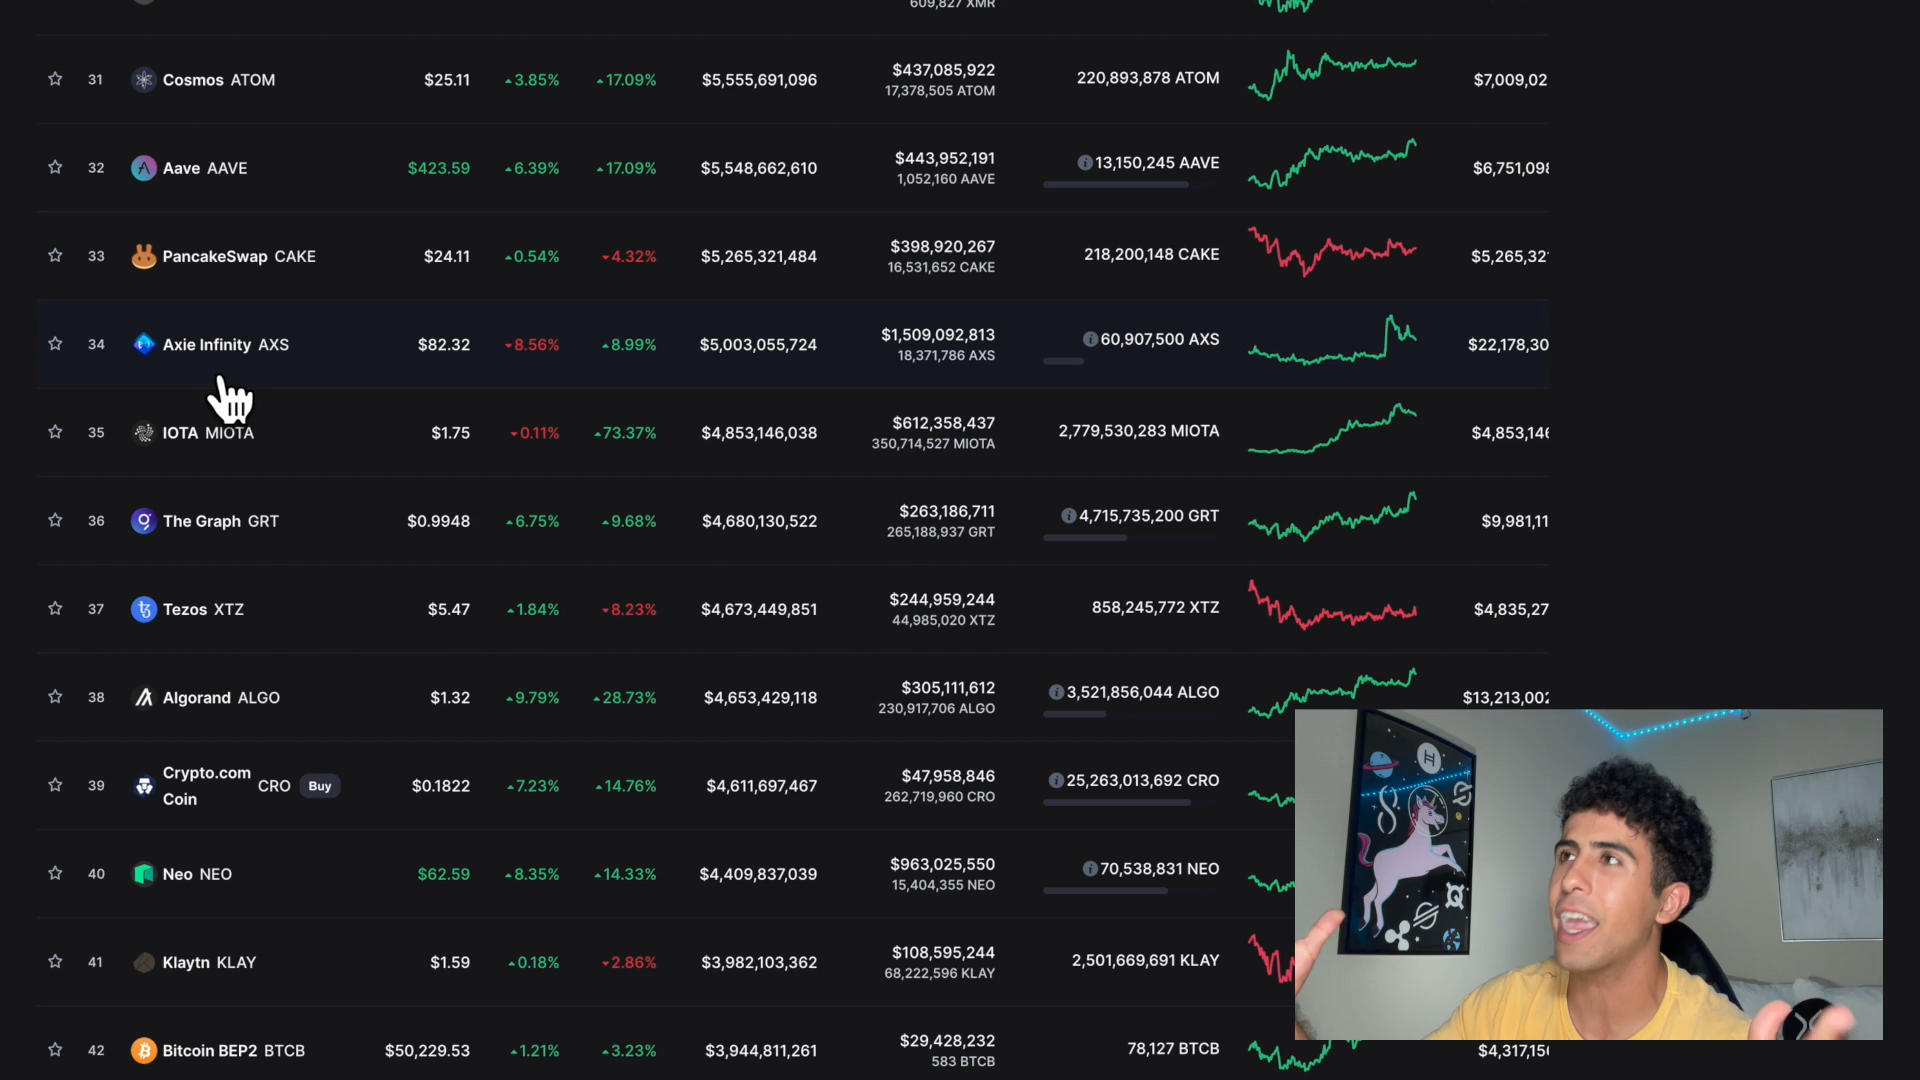 609,827 XMR
31 Cosmos ATOM $25.11 3.85% 17.09% $5,555,691,096 $437,085,922 220,893,878 ATOM $7,009,02
17,378,505 ATOM
32 Aave AAVE $423.59 6.39% 17.09% $5,548,662,610 $443,952,191 13,150,245 AAVE $6,751,098
1,052,160 AAVE
33 PancakeSwap CAKE $24.11 0.54% 4.32% $5,265,321,484 $398,920,267 218,200,148 CAKE $5,265,321
16,531,652 CAKE
34 Axie Infinity AXS $82.32 8.56% 8.99% $5,003,055,724 $1,509,092,813 60,907,500 AXS $22,178,30
18,371,786 AXS
35 IOTA MIOTA $1.75 0.11% 73.37% $4,853,146,038 $612,358,437 2,779,530,283 MIOTA $4,853,146
350,714,527 MIOTA
36 The Graph GRT $0.9948 6.75% 9.68% $4,680,130,522 $263,186,711 4,715,735,200 GRT $9,981,11
265,188,937 GRT
37 Tezos XTZ $5.47 1.84% 8.23% $4,673,449,851 $244,959,244 858,245,772 XTZ $4,835,27
44,985,020 XTZ
38 Algorand ALGO $1.32 9.79% 28.73% $4,653,429,118 $305,111,612 3,521,856,044 ALGO $13,213,002
230,917,706 ALGO
39 Crypto.com Coin CRO Buy $0.1822 7.23% 14.76% $4,611,697,467 $47,958,846 25,263,013,692 CRO
262,719,960 CRO
40 Neo NEO $62.59 8.35% 14.33% $4,409,837,039 $963,025,550 70,538,831 NEO
15,404,355 NEO
41 Klaytn KLAY $1.59 0.18% 2.86% $3,982,103,362 $108,595,244 2,501,669,691 KLAY
68,222,596 KLAY
42 Bitcoin BEP2 BTCB $50,229.53 1.21% 3.23% $3,944,811,261 $29,428,232 78,127 BTCB $4,317,150
583 BTCB